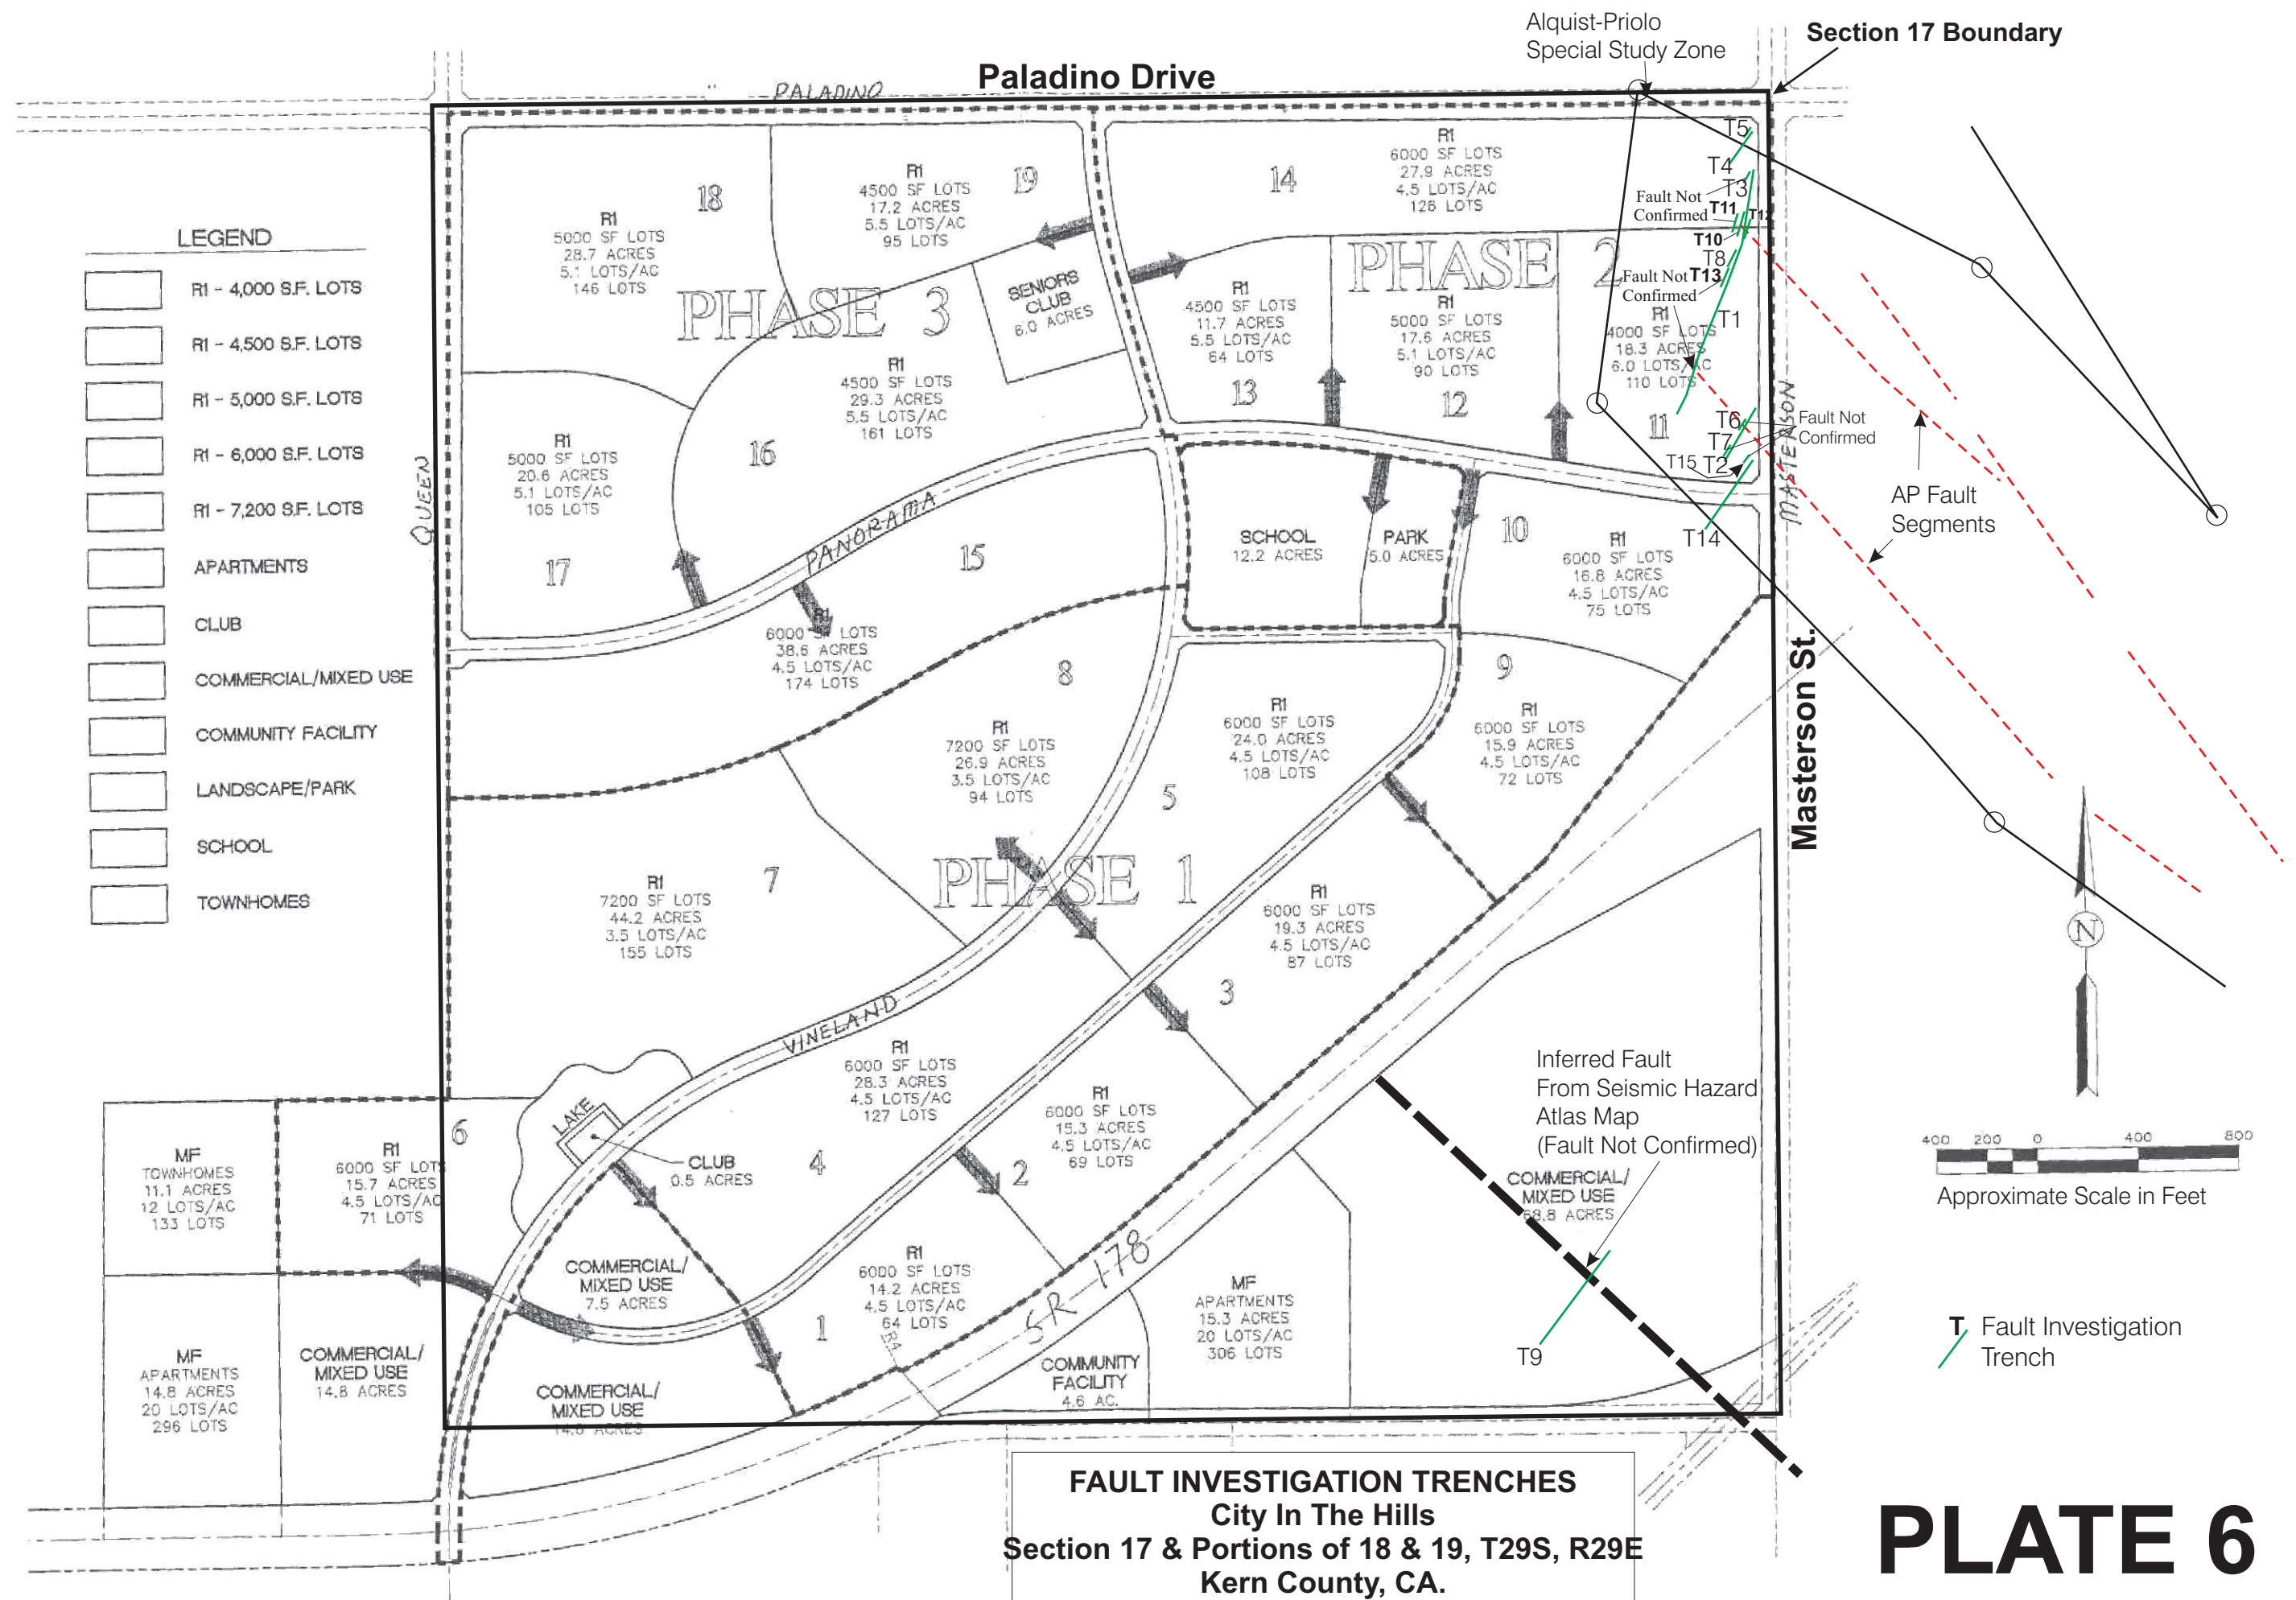 Alquist-Priolo
Special Study Zone
Section 17 Boundary
Paladino Drive
PALADINO
LEGEND
R1 - 4,000 S.F. LOTS
R1 - 4,500 S.F. LOTS
R1 - 5,000 S.F. LOTS
R1 - 6,000 S.F. LOTS
R1 - 7,200 S.F. LOTS
APARTMENTS
CLUB
COMMERCIAL/MIXED USE
COMMUNITY FACILITY
LANDSCAPE/PARK
SCHOOL
TOWNHOMES
QUEEN
18
R1
5000 SF LOTS
28.7 ACRES
5.1 LOTS/AC
146 LOTS
R1
4500 SF LOTS
17.2 ACRES
5.5 LOTS/AC
95 LOTS
19
PHASE 3
SENIORS
CLUB
6.0 ACRES
R1
4500 SF LOTS
29.3 ACRES
5.5 LOTS/AC
161 LOTS
16
R1
5000 SF LOTS
20.6 ACRES
5.1 LOTS/AC
105 LOTS
17
PANORAMA
14
R1
6000 SF LOTS
27.9 ACRES
4.5 LOTS/AC
126 LOTS
PHASE 2
R1
4500 SF LOTS
11.7 ACRES
5.5 LOTS/AC
64 LOTS
13
R1
5000 SF LOTS
17.6 ACRES
5.1 LOTS/AC
90 LOTS
12
R1
4000 SF LOTS
18.3 ACRES
6.0 LOTS/AC
110 LOTS
11
T5
T4
T3
Fault Not
Confirmed
T11
T12
T10
T8
Fault Not
Confirmed
T13
T1
T6
T7
T15
T2
T14
Fault Not
Confirmed
MASTERSON
AP Fault
Segments
15
R1
6000 SF LOTS
38.6 ACRES
4.5 LOTS/AC
174 LOTS
SCHOOL
12.2 ACRES
PARK
5.0 ACRES
10
R1
6000 SF LOTS
16.8 ACRES
4.5 LOTS/AC
75 LOTS
Masterson St.
8
R1
7200 SF LOTS
26.9 ACRES
3.5 LOTS/AC
94 LOTS
9
R1
6000 SF LOTS
15.9 ACRES
4.5 LOTS/AC
72 LOTS
R1
6000 SF LOTS
24.0 ACRES
4.5 LOTS/AC
108 LOTS
5
PHASE 1
7
R1
7200 SF LOTS
44.2 ACRES
3.5 LOTS/AC
155 LOTS
R1
6000 SF LOTS
19.3 ACRES
4.5 LOTS/AC
87 LOTS
3
VINELAND
R1
6000 SF LOTS
28.3 ACRES
4.5 LOTS/AC
127 LOTS
4
LAKE
CLUB
0.5 ACRES
R1
6000 SF LOTS
15.3 ACRES
4.5 LOTS/AC
69 LOTS
2
MF
TOWNHOMES
11.1 ACRES
12 LOTS/AC
133 LOTS
R1
6000 SF LOTS
15.7 ACRES
4.5 LOTS/AC
71 LOTS
6
COMMERCIAL/
MIXED USE
7.5 ACRES
R1
6000 SF LOTS
14.2 ACRES
4.5 LOTS/AC
64 LOTS
1
SR 178
MF
APARTMENTS
14.8 ACRES
20 LOTS/AC
296 LOTS
COMMERCIAL/
MIXED USE
14.8 ACRES
COMMERCIAL/
MIXED USE
14.6 ACRES
COMMUNITY
FACILITY
4.6 AC.
MF
APARTMENTS
15.3 ACRES
20 LOTS/AC
306 LOTS
Inferred Fault
From Seismic Hazard
Atlas Map
(Fault Not Confirmed)
COMMERCIAL/
MIXED USE
68.8 ACRES
T9
N
400 200 0 400 800
Approximate Scale in Feet
T Fault Investigation
Trench
FAULT INVESTIGATION TRENCHES
City In The Hills
Section 17 & Portions of 18 & 19, T29S, R29E
Kern County, CA.
PLATE 6